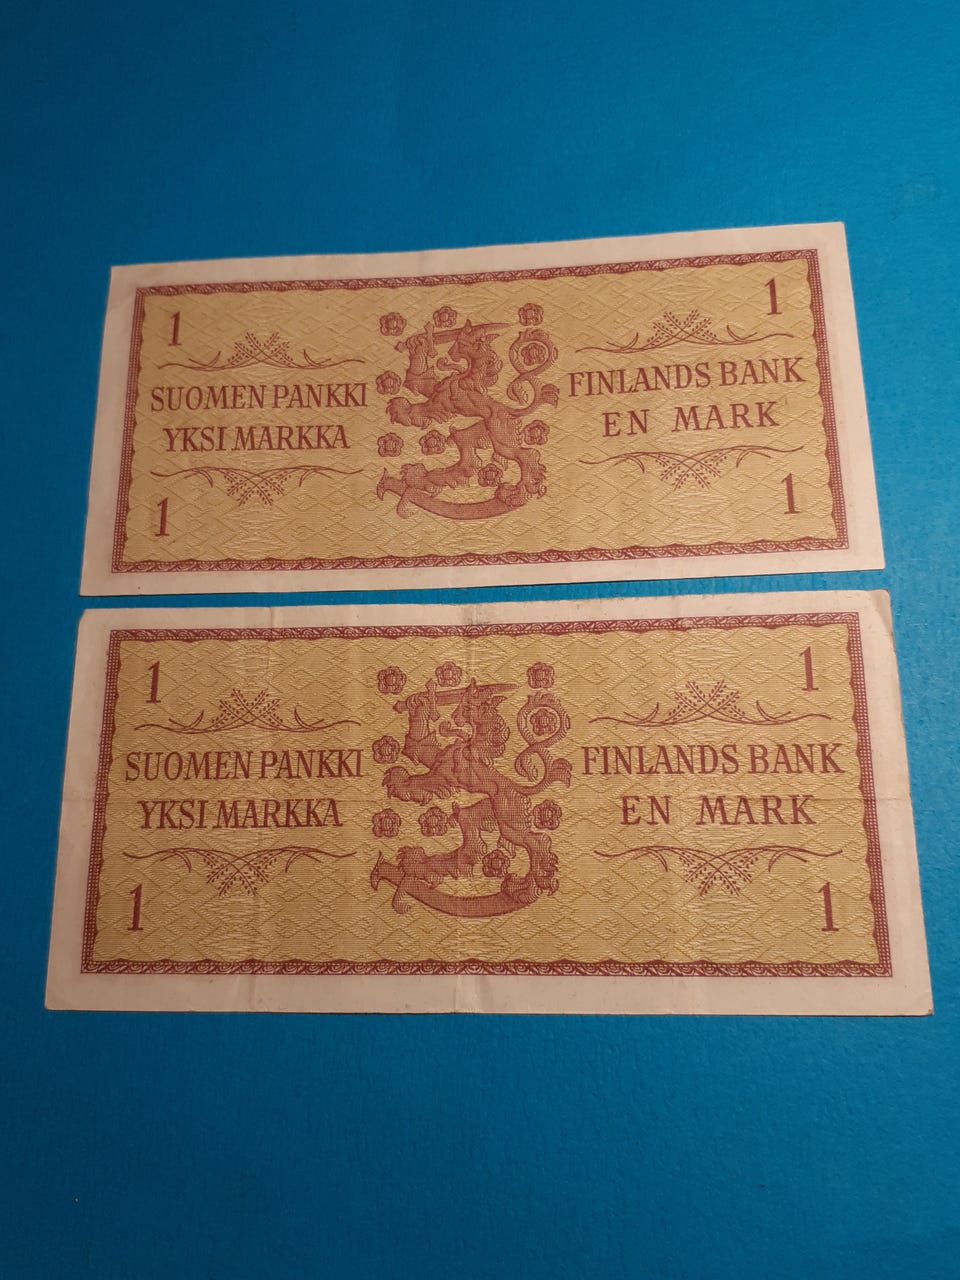 1
1
SUOMEN PANKKI
YKSI MARKKA
FINLANDS BANK
EN MARK
1
1
1
1
SUOMEN PANKKI
YKSI MARKKA
FINLANDS BANK
EN MARK
1
1